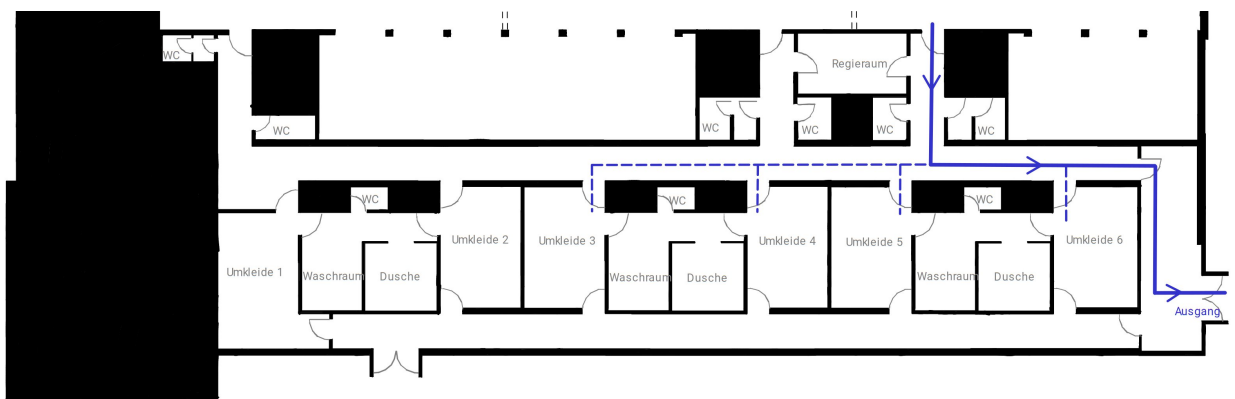 WC
Regieraum
WC
WC
WC
WC
WC
WC
WC
WC
Umkleide 1
Umkleide 2
Umkleide 3
Umkleide 4
Umkleide 5
Umkleide 6
Waschraum
Dusche
Waschraum
Dusche
Waschraum
Dusche
Ausgang